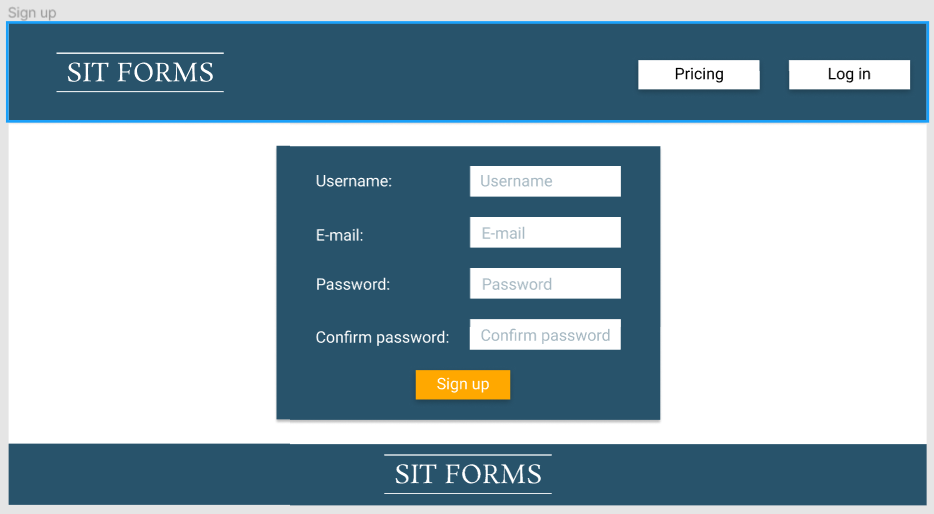 Sign up
SIT FORMS
Pricing
Log in
Username:
Username
E-mail:
E-mail
Password:
Password
Confirm password:
Confirm password
Sign up
SIT FORMS